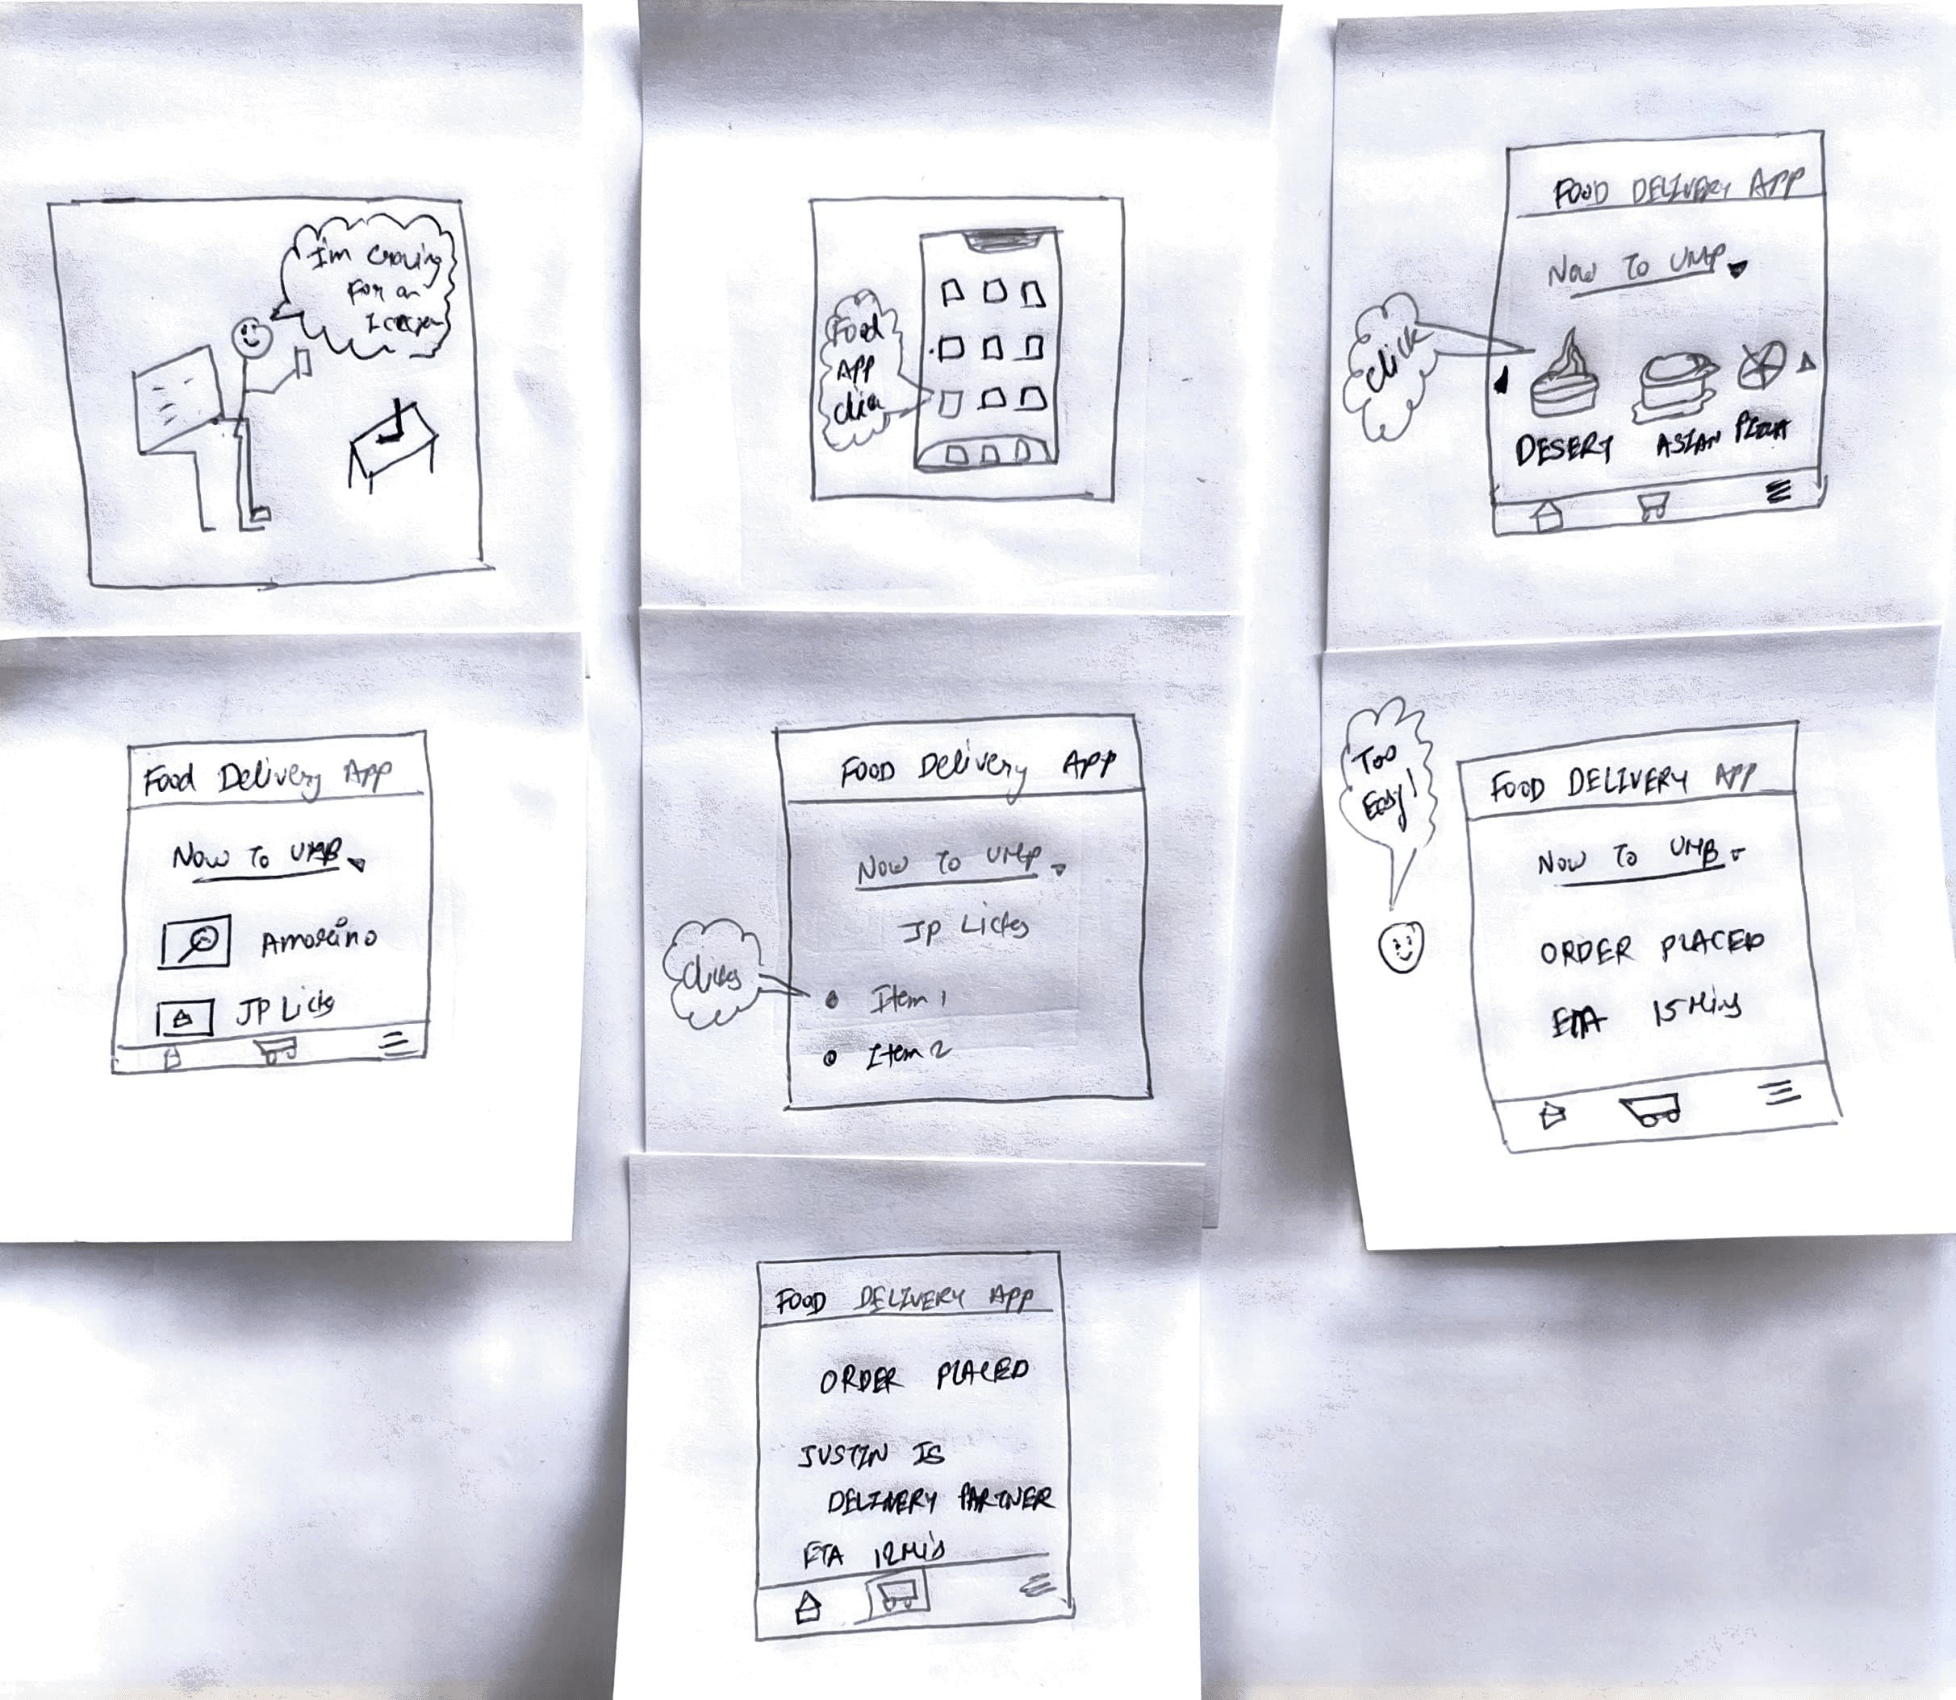 I'm craving
For an
Icecream
Food
APP
click
FOOD DELIVERY APP
Now To UMB
click
DESERT ASIAN PIZZA
Food Delivery App
Now To UMB
Amorino
JP Licks
Food Delivery App
Now To UMB
JP Licks
clicks
Item 1
Item 2
Too
Easy!
FOOD DELIVERY APP
Now To UMB
ORDER PLACED
ETA 15 Mins
FOOD DELIVERY APP
ORDER PLACED
JUSTIN IS
DELIVERY PARTNER
ETA 12 Mi's